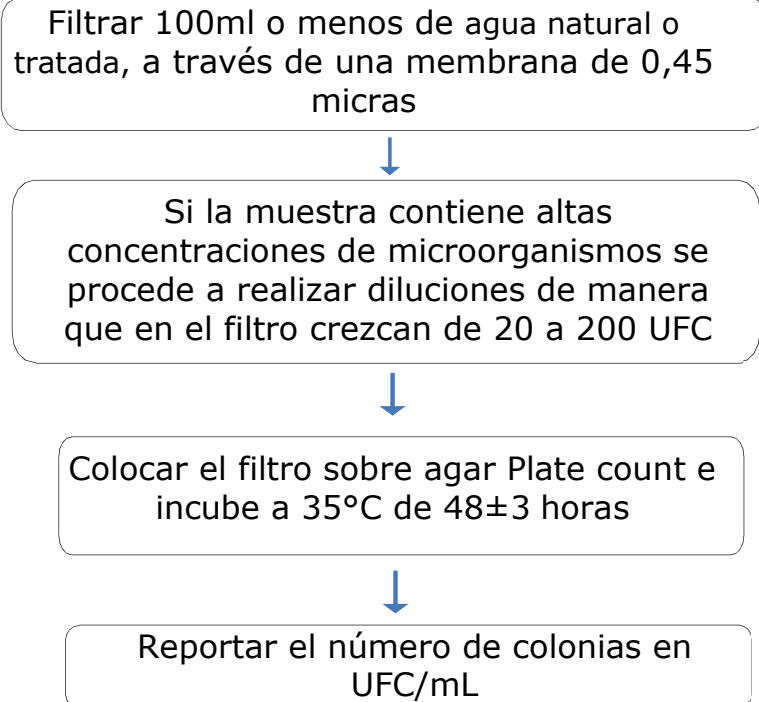 Filtrar 100ml o menos de agua natural o
tratada, a través de una membrana de 0,45
micras
Si la muestra contiene altas
concentraciones de microorganismos se
procede a realizar diluciones de manera
que en el filtro crezcan de 20 a 200 UFC
Colocar el filtro sobre agar Plate count e
incube a 35°C de 48±3 horas
Reportar el número de colonias en
UFC/mL